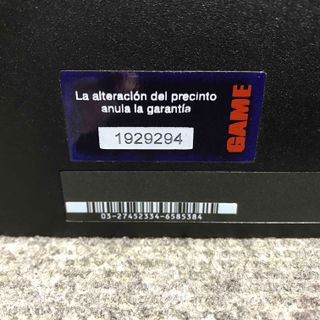 La alteración del precinto
anula la garantía
1929294
GAME
03-27452334-6585384